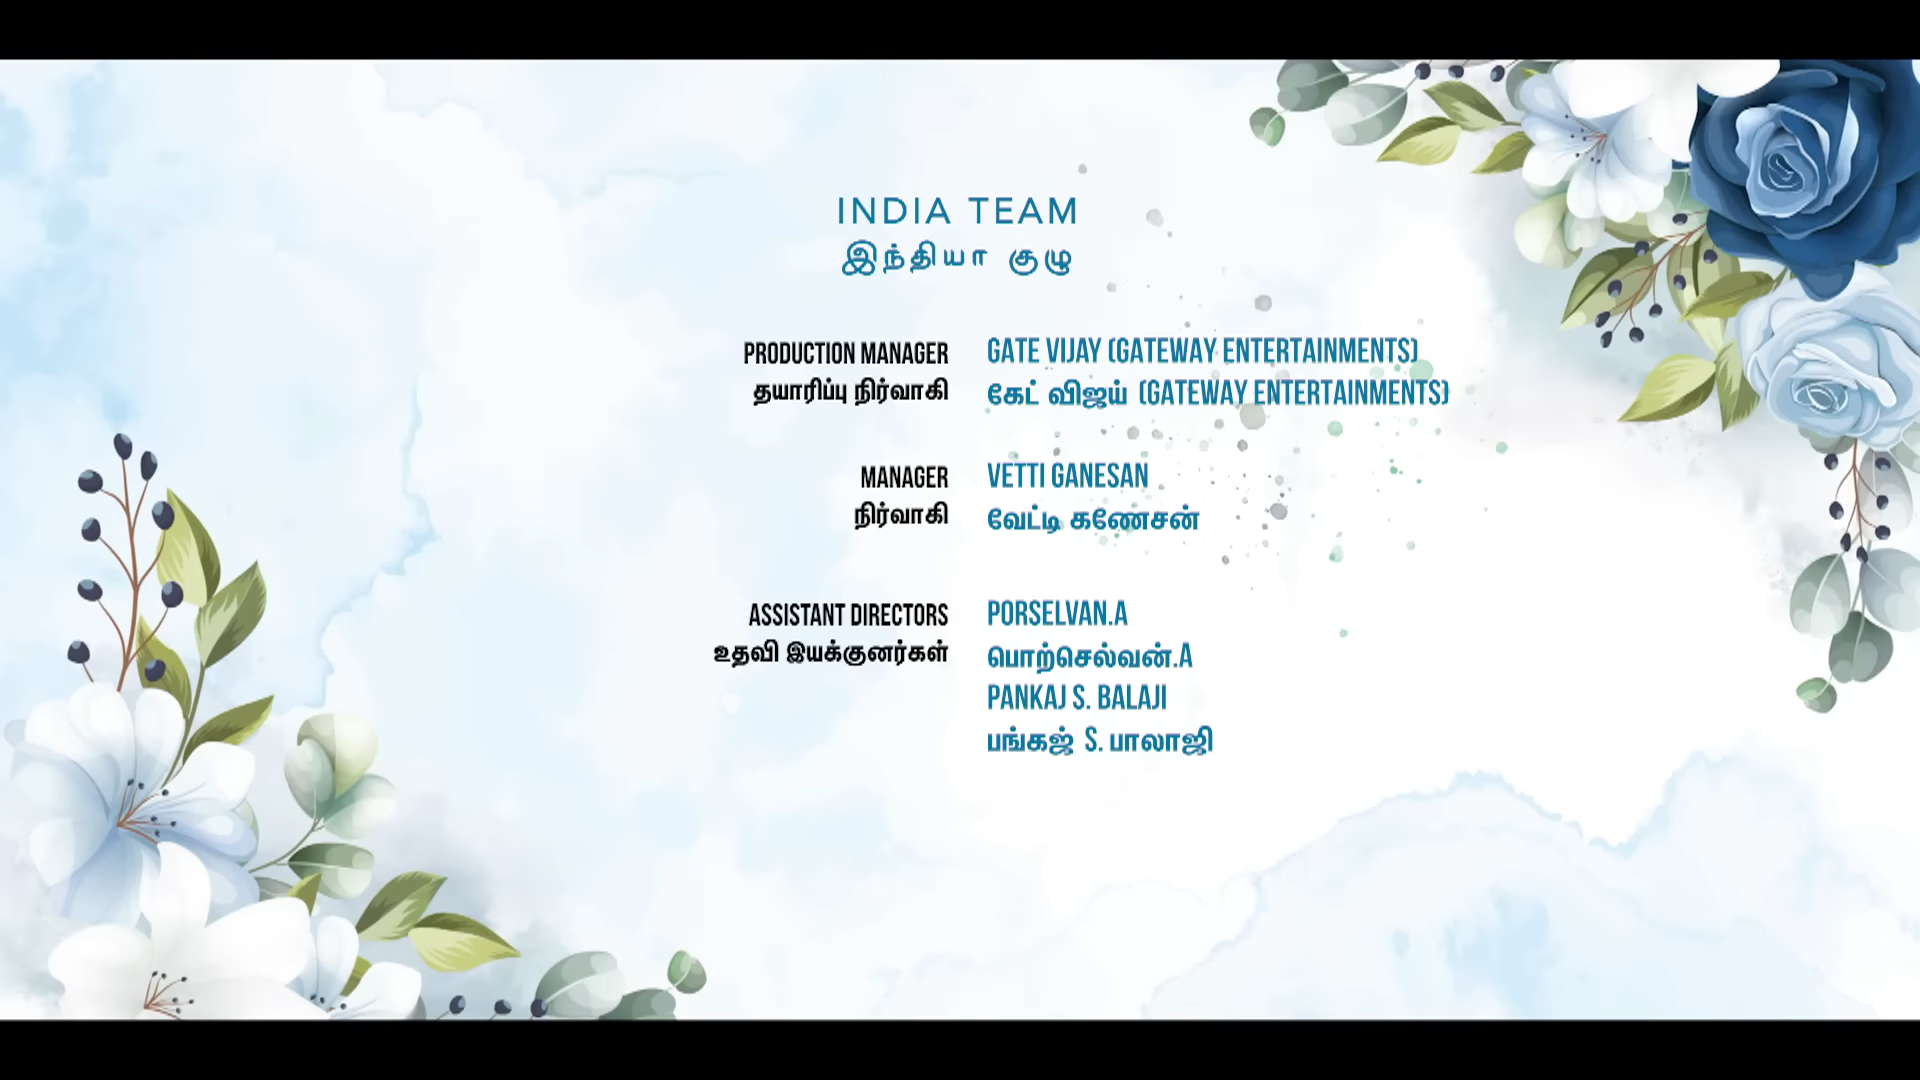 INDIA TEAM
இந்தியா குழு
PRODUCTION MANAGER GATE VIJAY (GATEWAY ENTERTAINMENTS)
தயாரிப்பு நிர்வாகி கேட் விஜய் (GATEWAY ENTERTAINMENTS)
MANAGER VETTI GANESAN
நிர்வாகி வேட்டி கணேசன்
ASSISTANT DIRECTORS PORSELVAN.A
உதவி இயக்குனர்கள் பொற்செல்வன்.A
PANKAJ S. BALAJI
பங்கஜ் S. பாலாஜி